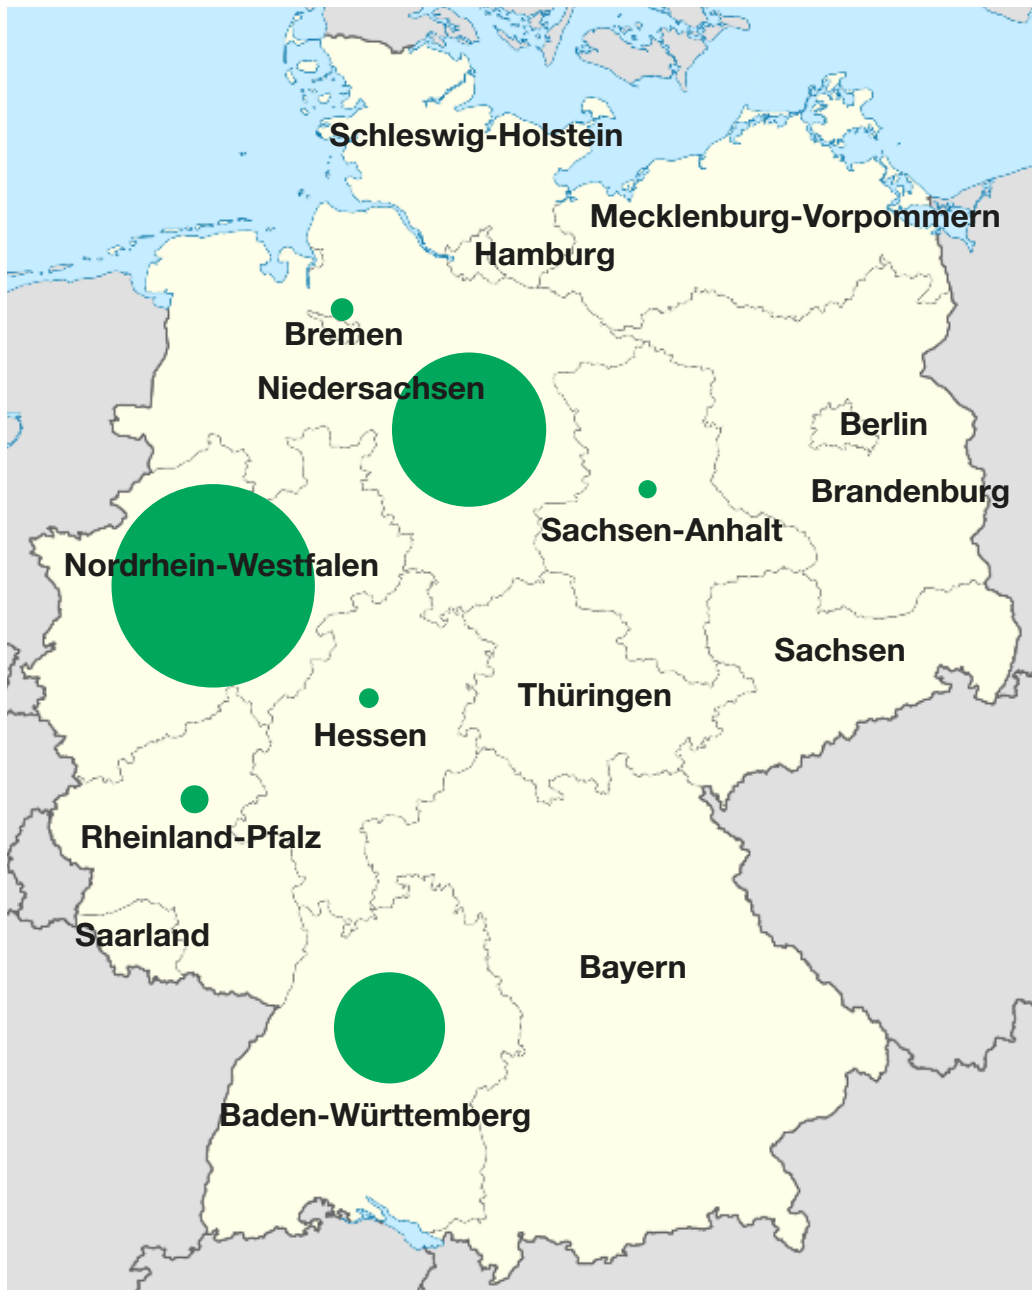 Schleswig-Holstein
Mecklenburg-Vorpommern
Hamburg
Bremen
Niedersachsen
Berlin
Brandenburg
Sachsen-Anhalt
Nordrhein-Westfalen
Sachsen
Thüringen
Hessen
Rheinland-Pfalz
Saarland
Bayern
Baden-Württemberg